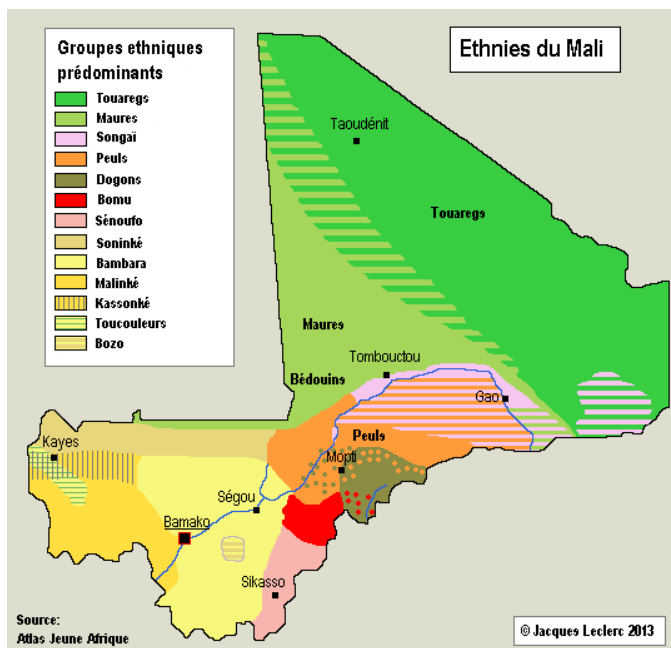 Ethnies du Mali
Groupes ethniques
prédominants
Touaregs
Maures
Songaï
Peuls
Dogons
Bomu
Sénoufo
Soninké
Bambara
Malinké
Kassonké
Toucouleurs
Bozo
Taoudénit
Touaregs
Maures
Tombouctou
Bédouins
Gao
Peuls
Kayes
Mopti
Ségou
Bamako
Sikasso
Source:
Atlas Jeune Afrique
© Jacques Leclerc 2013